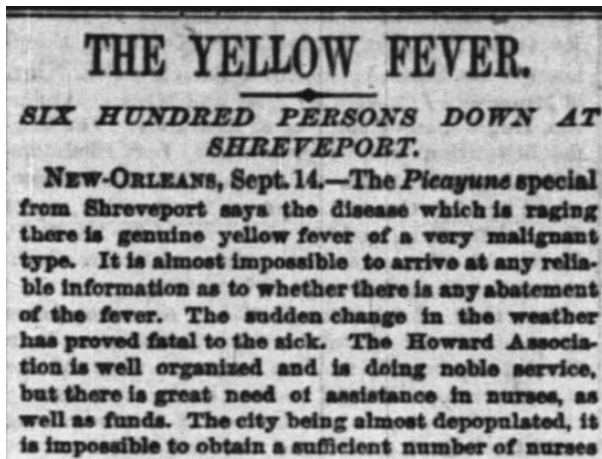 THE YELLOW FEVER.
SIX HUNDRED PERSONS DOWN AT
SHREVEPORT.
NEW-ORLEANS, Sept. 14.—The Picayune special
from Shreveport says the disease which is raging
there is genuine yellow fever of a very malignant
type. It is almost impossible to arrive at any relia-
ble information as to whether there is any abatement
of the fever. The sudden change in the weather
has proved fatal to the sick. The Howard Associa-
tion is well organized and is doing noble service,
but there is great need of assistance in nurses, as
well as funds. The city being almost depopulated, it
is impossible to obtain a sufficient number of nurses